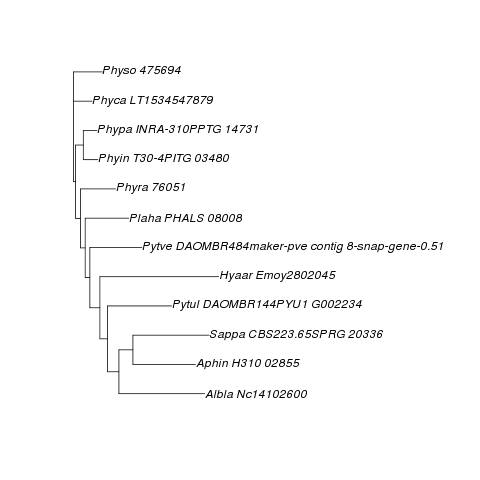 Physo 475694
Phyca LT1534547879
Phypa INRA-310PPTG 14731
Phyin T30-4PITG 03480
Phyra 76051
Plaha PHALS 08008
Pytve DAOMBR484maker-pve contig 8-snap-gene-0.51
Hyaar Emoy2802045
Pytul DAOMBR144PYU1 G002234
Sappa CBS223.65SPRG 20336
Aphin H310 02855
Albla Nc14102600